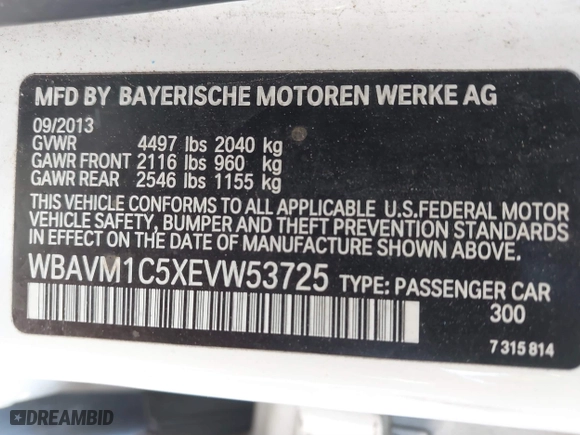 MFD BY BAYERISCHE MOTOREN WERKE AG
09/2013
GVWR 4497 lbs 2040 kg
GAWR FRONT 2116 lbs 960 kg
GAWR REAR 2546 lbs 1155 kg
THIS VEHICLE CONFORMS TO ALL APPLICABLE U.S.FEDERAL MOTOR
VEHICLE SAFETY, BUMPER AND THEFT PREVENTION STANDARDS IN
EFFECT ON THE DATE OF MANUFACTURE SHOWN ABOVE.
WBAVM1C5XEVW53725 TYPE: PASSENGER CAR
300
7 315 814
DREAMBID